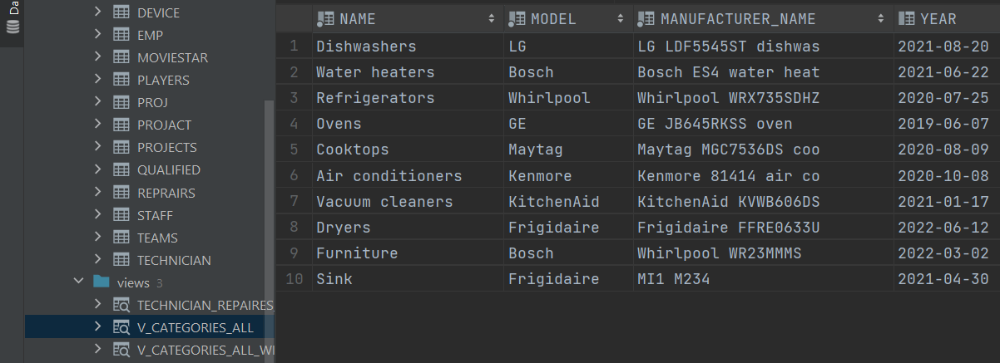 Da
DEVICE
EMP
MOVIESTAR
PLAYERS
PROJ
PROJACT
PROJECTS
QUALIFIED
REPRAIRS
STAFF
TEAMS
TECHNICIAN
views 3
TECHNICIAN_REPAIRES_
V_CATEGORIES_ALL
V_CATEGORIES_ALL_WI
NAME MODEL MANUFACTURER_NAME YEAR
1 Dishwashers LG LG LDF5545ST dishwas 2021-08-20
2 Water heaters Bosch Bosch ES4 water heat 2021-06-22
3 Refrigerators Whirlpool Whirlpool WRX735SDHZ 2020-07-25
4 Ovens GE GE JB645RKSS oven 2019-06-07
5 Cooktops Maytag Maytag MGC7536DS coo 2020-08-09
6 Air conditioners Kenmore Kenmore 81414 air co 2020-10-08
7 Vacuum cleaners KitchenAid KitchenAid KVWB606DS 2021-01-17
8 Dryers Frigidaire Frigidaire FFRE0633U 2022-06-12
9 Furniture Bosch Whirlpool WR23MMMS 2022-03-02
10 Sink Frigidaire MI1 M234 2021-04-30